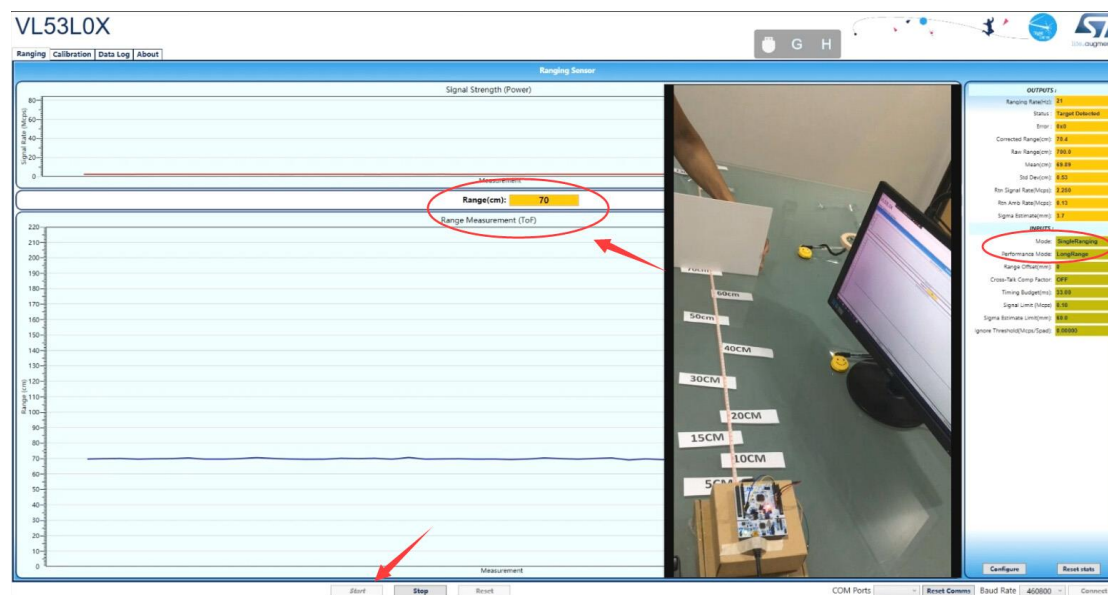 VL53L0X
G H
Ranging Calibration Data Log About
Ranging Sensor
Signal Strength (Power)
Signal Rate (Mcps)
80
60
40
20
0
Measurement
Range(cm): 70
Range Measurement (ToF)
Range (cm)
220
210
200
190
180
170
160
150
140
130
120
110
100
90
80
70
60
50
40
30
20
10
0
Measurement
70cm
60cm
50cm
40CM
30CM
20CM
15CM
10CM
5CM
OUTPUTS :
Ranging Rate(Hz): 31
Status : Target Detected
Error : 0x0
Corrected Range(cm): 70.4
Raw Range(cm): 700.0
Mean(cm): 69.89
Std Dev(cm):
Rtn Signal Rate(Mcps): 2.250
Rtn Amb Rate(Mcps): 0.13
Sigma Estimate(mm): 3.7
INPUTS :
Mode: SingleRanging
Performance Mode: LongRange
Range Offset(mm): 0
Cross-Talk Comp Factor: OFF
Timing Budget(ms): 33.00
Signal Limit (Mcps) 0.10
Sigma Estimate Limit(mm): 60.0
Ignore Threshold(Mcps/Spad): 0.00000
Configure Reset stats
Start Stop Reset COM Ports Reset Comms Baud Rate 460800 Connect